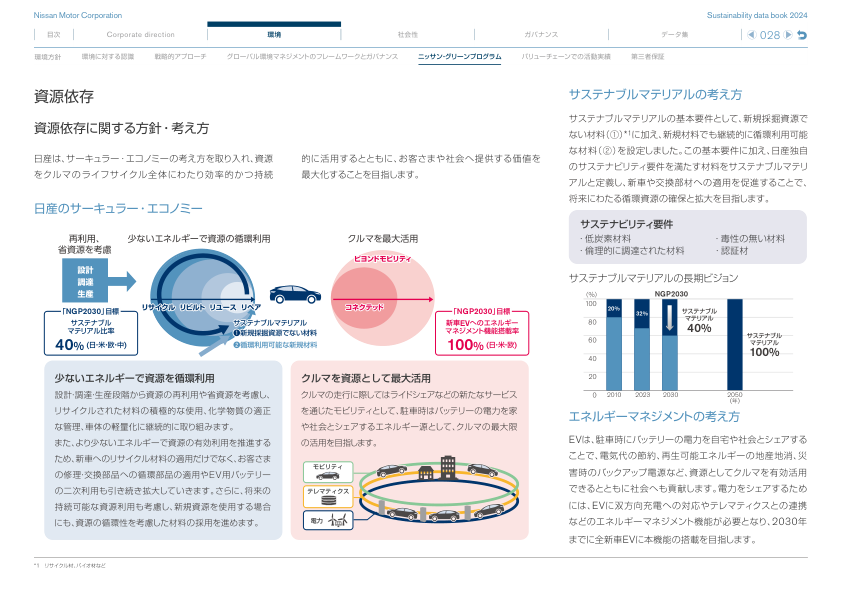 Nissan Motor Corporation
Sustainability data book 2024
目次
Corporate direction
環境
社会性
ガバナンス
データ集
028
環境方針
環境に対する認識
戦略的アプローチ
グローバル環境マネジメントのフレームワークとガバナンス
ニッサン・グリーンプログラム
バリューチェーンでの活動実績
第三者保証
資源依存
資源依存に関する方針・考え方
日産は、サーキュラー・エコノミーの考え方を取り入れ、資源
をクルマのライフサイクル全体にわたり効率的かつ持続
的に活用するとともに、お客さまや社会へ提供する価値を
最大化することを目指します。
日産のサーキュラー・エコノミー
再利用、
省資源を考慮
少ないエネルギーで資源の循環利用
クルマを最大活用
設計
調達
生産
リサイクル リビルト リユース リペア
ビヨンドモビリティ
コネクテッド
「NGP2030」目標
サステナブル
マテリアル比率
40% (日・米・欧・中)
サステナブルマテリアル
❶新規採掘資源でない材料
❷循環利用可能な新規材料
「NGP2030」目標
新車EVへのエネルギー
マネジメント機能搭載率
100% (日・米・欧)
少ないエネルギーで資源を循環利用
設計・調達・生産段階から資源の再利用や省資源を考慮し、
リサイクルされた材料の積極的な使用、化学物質の適正
な管理、車体の軽量化に継続的に取り組みます。
また、より少ないエネルギーで資源の有効利用を推進する
ため、新車へのリサイクル材料の適用だけでなく、お客さま
の修理・交換部品への循環部品の適用やEV用バッテリー
の二次利用も引き続き拡大していきます。さらに、将来の
持続可能な資源利用も考慮し、新規資源を使用する場合
にも、資源の循環性を考慮した材料の採用を進めます。
クルマを資源として最大活用
クルマの走行に際してはライドシェアなどの新たなサービス
を通じたモビリティとして、駐車時はバッテリーの電力を家
や社会とシェアするエネルギー源として、クルマの最大限
の活用を目指します。
モビリティ
テレマティクス
電力
サステナブルマテリアルの考え方
サステナブルマテリアルの基本要件として、新規採掘資源で
ない材料(①)*¹に加え、新規材料でも継続的に循環利用可能
な材料(②)を設定しました。この基本要件に加え、日産独自
のサステナビリティ要件を満たす材料をサステナブルマテリ
アルと定義し、新車や交換部材への適用を促進することで、
将来にわたる循環資源の確保と拡大を目指します。
サステナビリティ要件
・低炭素材料
・毒性の無い材料
・倫理的に調達された材料
・認証材
サステナブルマテリアルの長期ビジョン
(%)
NGP2030
100
80
60
40
20
0
20%
32%
サステナブル
マテリアル
40%
サステナブル
マテリアル
100%
2019
2023
2030
2050
(年)
エネルギーマネジメントの考え方
EVは、駐車時にバッテリーの電力を自宅や社会とシェアする
ことで、電気代の節約、再生可能エネルギーの地産地消、災
害時のバックアップ電源など、資源としてクルマを有効活用
できるとともに社会へも貢献します。電力をシェアするため
には、EVに双方向充電への対応やテレマティクスとの連携
などのエネルギーマネジメント機能が必要となり、2030年
までに全新車EVに本機能の搭載を目指します。
*1 リサイクル材、バイオ材など